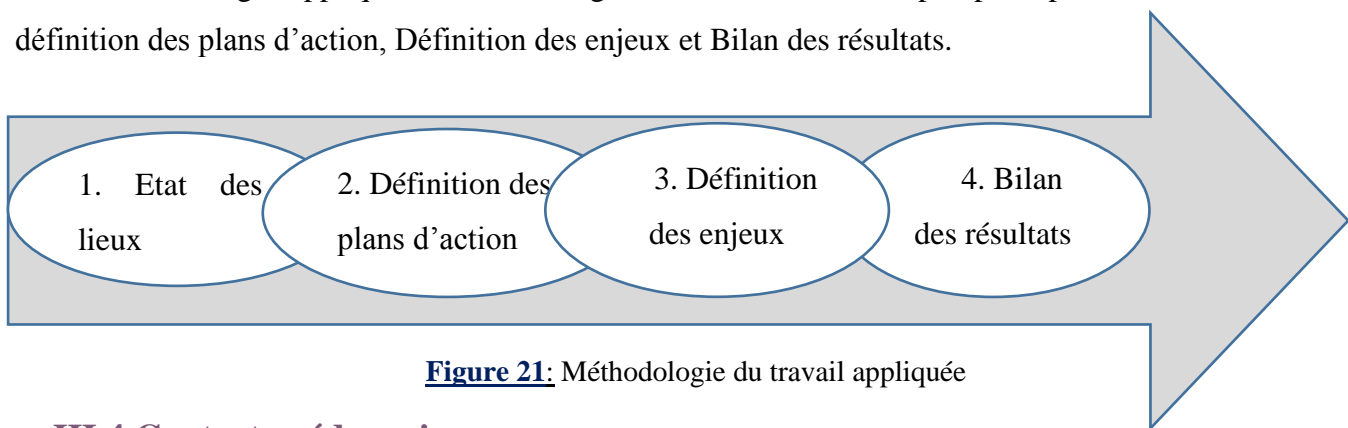 définition des plans d’action, Définition des enjeux et Bilan des résultats.
1. Etat des
lieux
2. Définition des
plans d’action
3. Définition
des enjeux
4. Bilan
des résultats
Figure 21: Méthodologie du travail appliquée